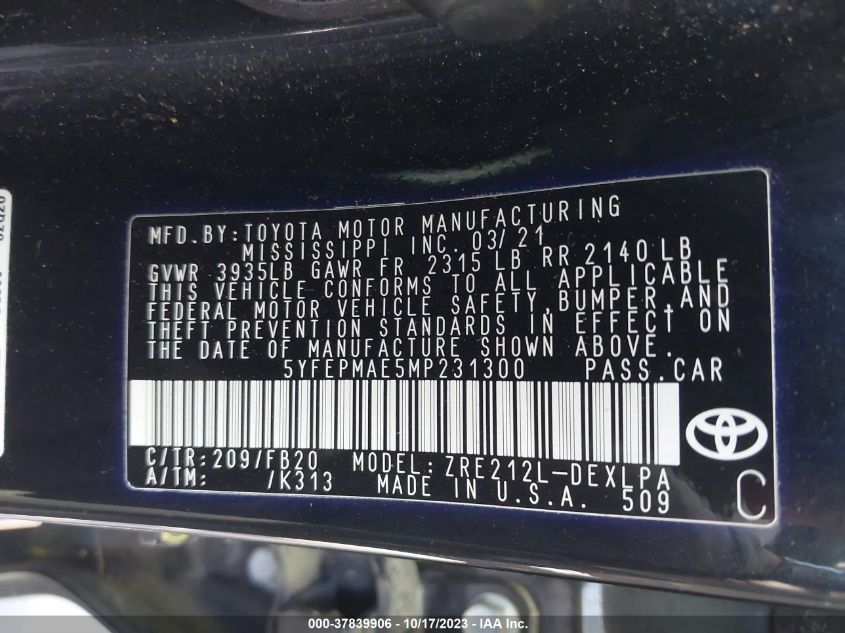 MFD.BY:TOYOTA MOTOR MANUFACTURING
MISSISSIPPI INC. 03/21
GVWR 3935LB GAWR FR 2315 LB RR 2140 LB
THIS VEHICLE CONFORMS TO ALL APPLICABLE
FEDERAL MOTOR VEHICLE SAFETY,BUMPER,AND
THEFT PREVENTION STANDARDS IN EFFECT ON
THE DATE OF MANUFACTURE SHOWN ABOVE.
5YFEPMAE5MP231300 PASS.CAR
C/TR:209/FB20 MODEL: ZRE212L-DEXLPA
A/TM: /K313 MADE IN U.S.A. 509
C
000-37839906 - 10/17/2023 - IAA Inc.